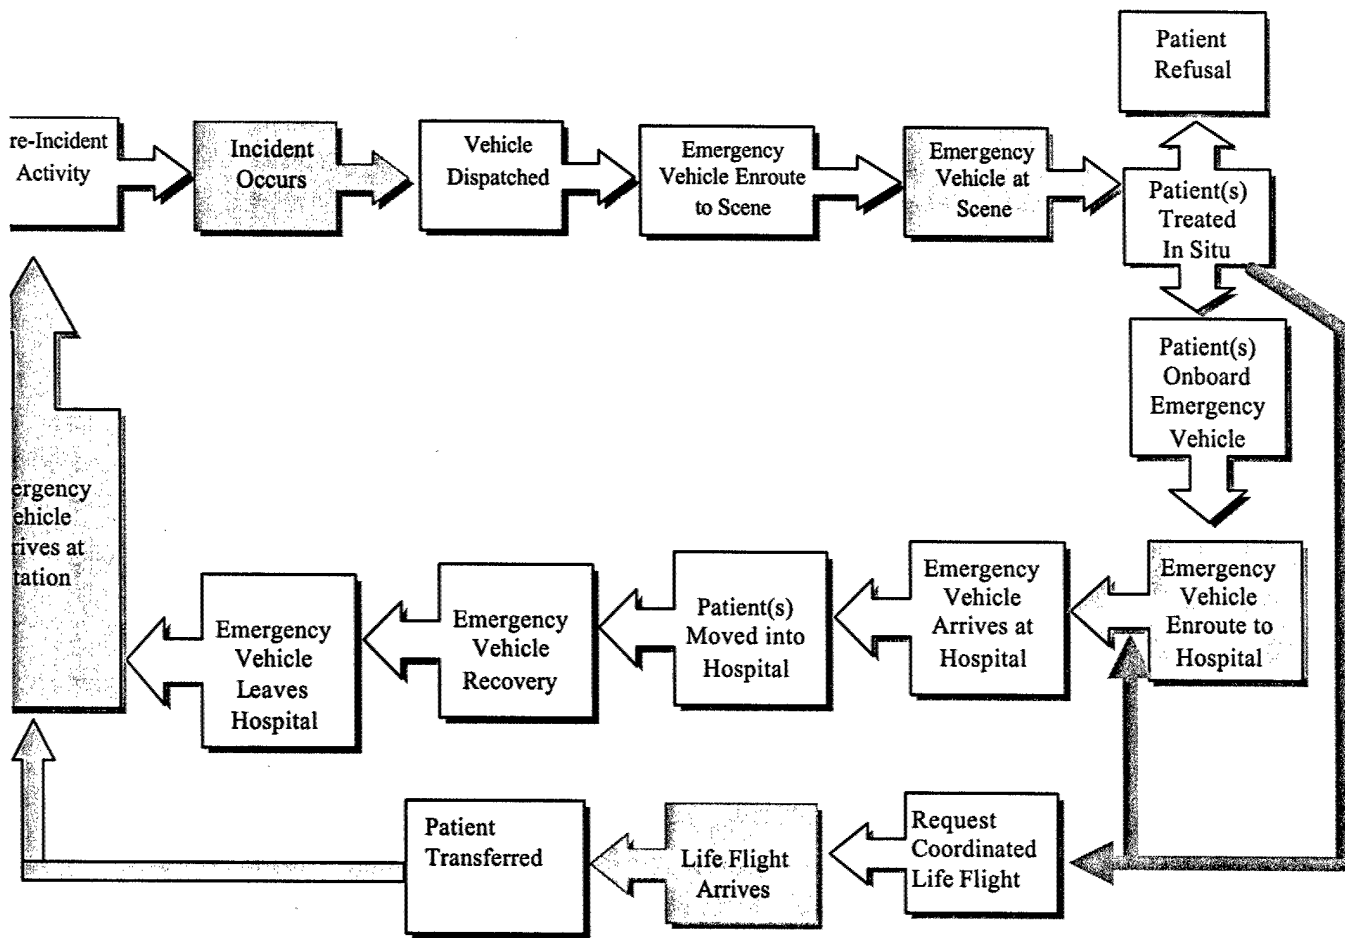 Patient
Refusal
re-Incident
Activity
Incident
Occurs
Vehicle
Dispatched
Emergency
Vehicle Enroute
to Scene
Emergency
Vehicle at
Scene
Patient(s)
Treated
In Situ
Patient(s)
Onboard
Emergency
Vehicle
Emergency
Vehicle
Enroute to
Hospital
Emergency
Vehicle
Arrives at
Hospital
Patient(s)
Moved into
Hospital
Emergency
Vehicle
Recovery
Emergency
Vehicle
Leaves
Hospital
ergency
ehicle
rives at
tation
Request
Coordinated
Life Flight
Life Flight
Arrives
Patient
Transferred